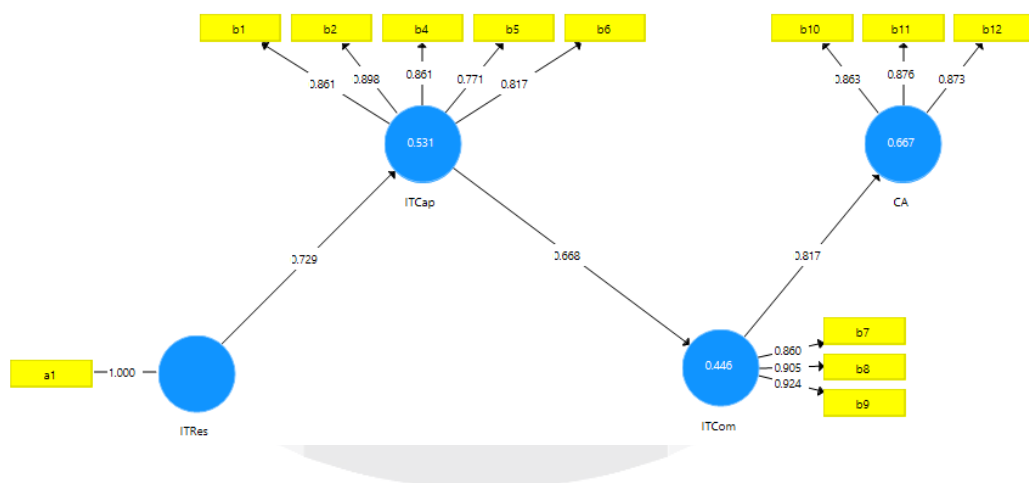 b1 b2 b4 b5 b6
b10 b11 b12
0.861 0.898 0.861 0.771 0.817
0.863 0.876 0.873
0.531
0.667
ITCap
CA
0.729
0.668
0.817
b7
0.860
0.905
b8
0.924
b9
0.446
a1
1.000
ITRes
ITCom